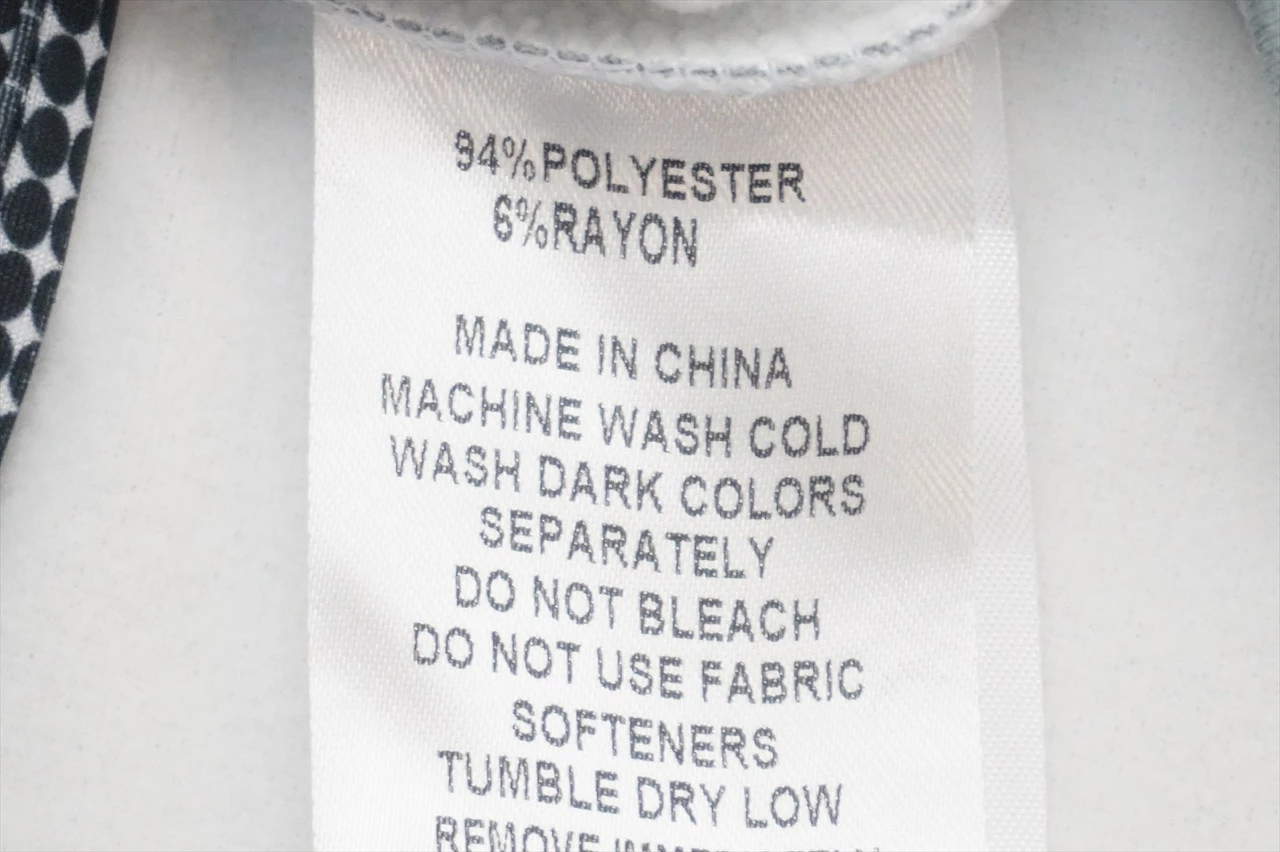 94%POLYESTER
6%RAYON
MADE IN CHINA
MACHINE WASH COLD
WASH DARK COLORS
SEPARATELY
DO NOT BLEACH
DO NOT USE FABRIC
SOFTENERS
TUMBLE DRY LOW
REMOVE